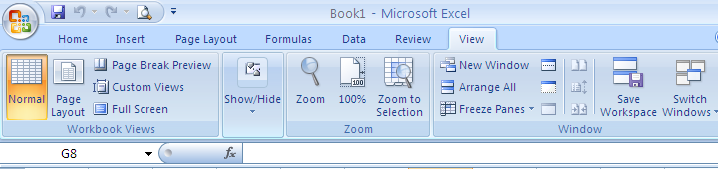 Book1 - Microsoft Excel
Home Insert Page Layout Formulas Data Review View
Normal
Page Layout
Page Break Preview
Custom Views
Full Screen
Workbook Views
Show/Hide
Zoom
100
100%
Zoom to Selection
Zoom
New Window
Arrange All
Freeze Panes
Save Workspace
Switch Windows
Window
G8
fx